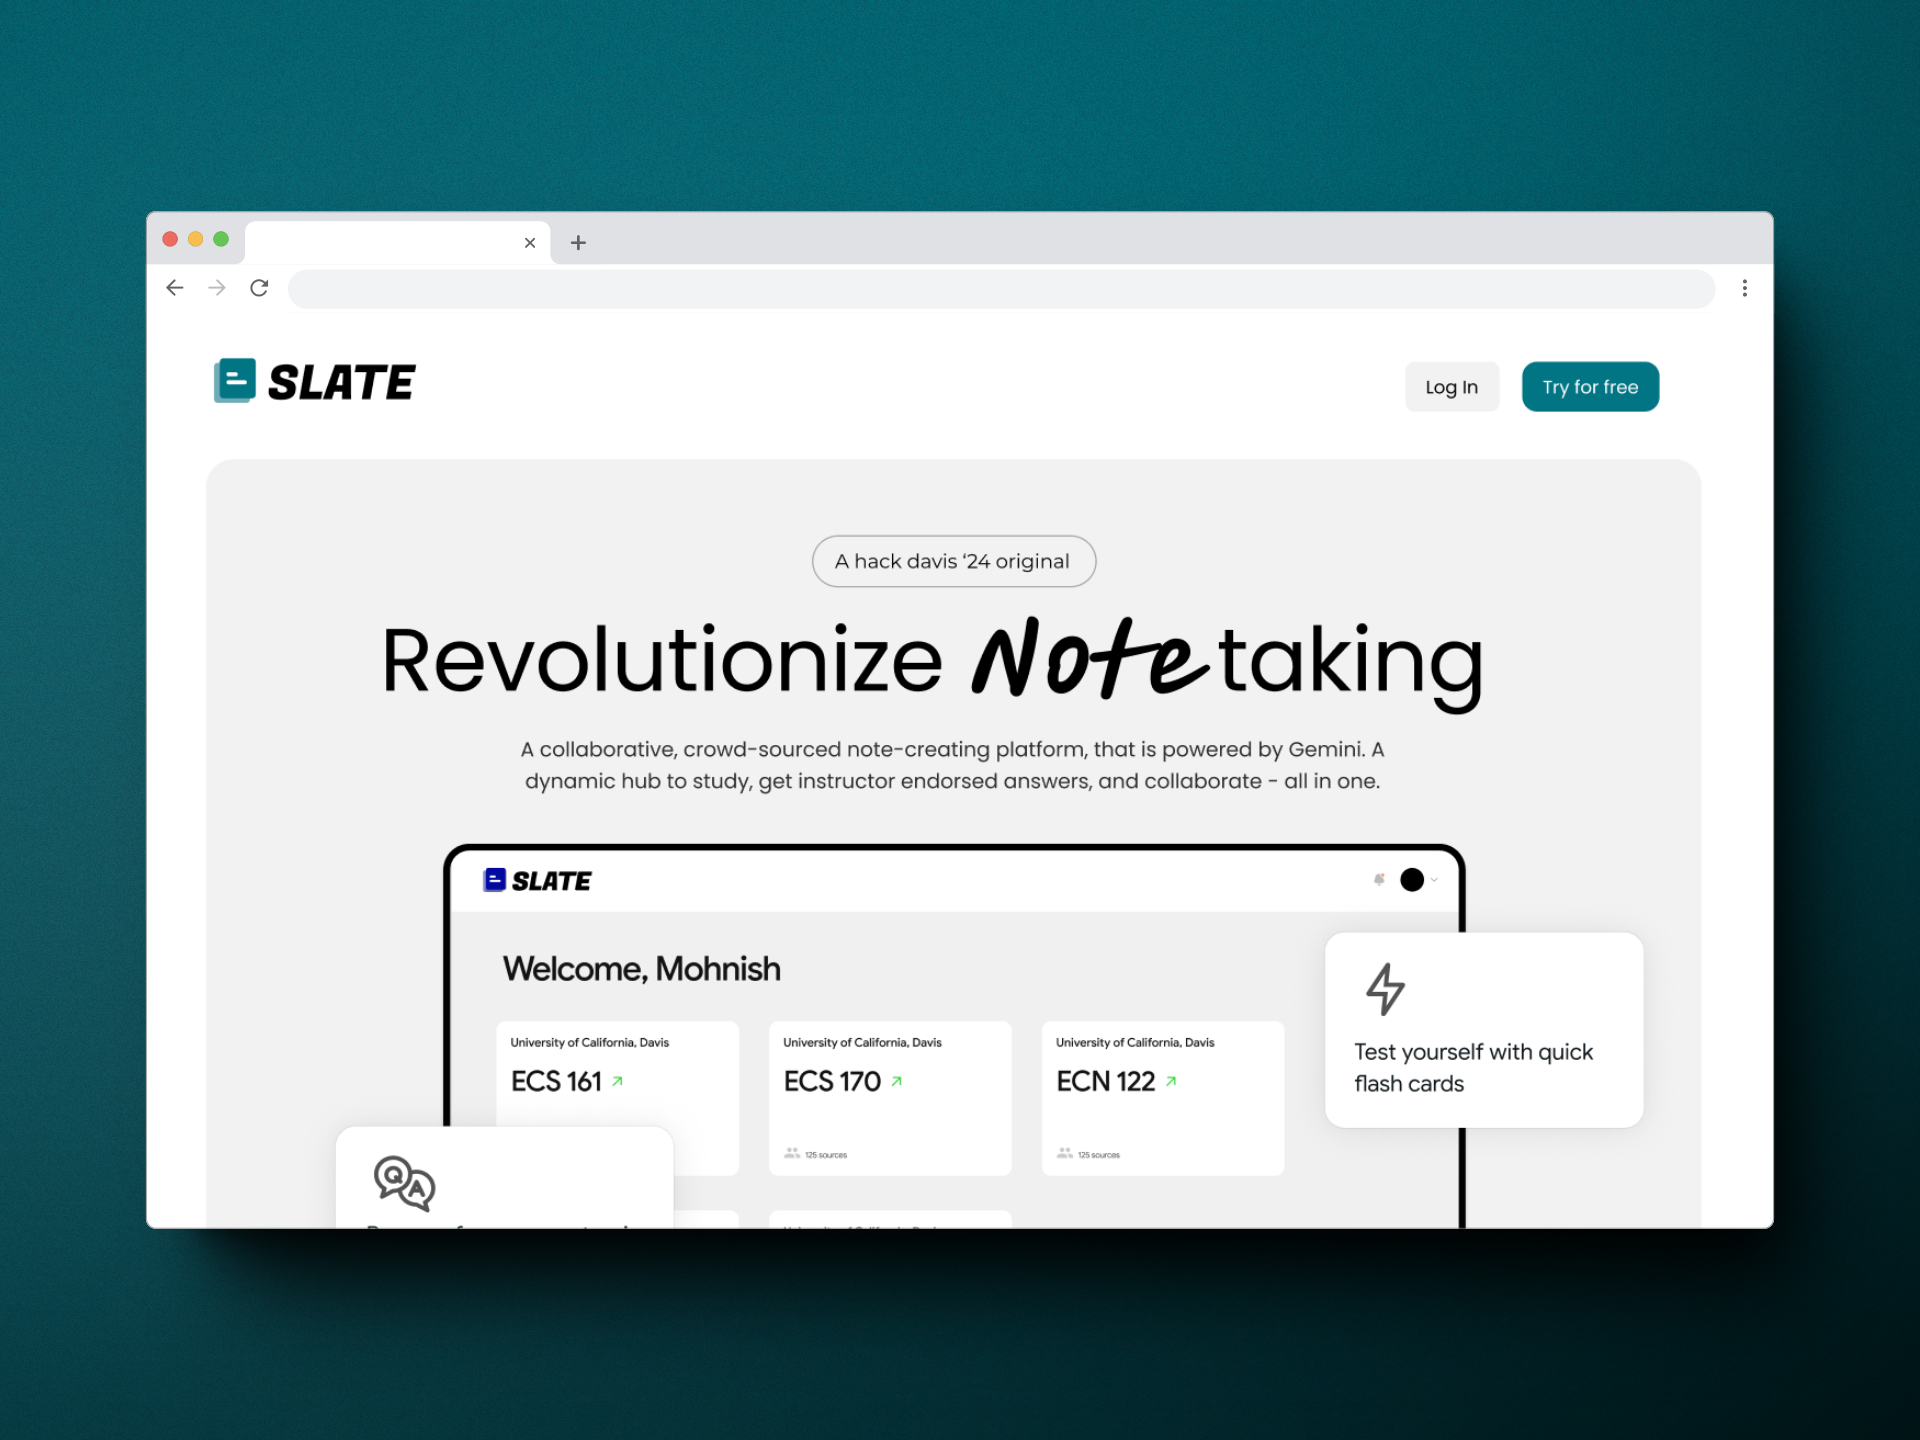 SLATE
Log In
Try for free
A hack davis ‘24 original
Revolutionize Note taking
A collaborative, crowd-sourced note-creating platform, that is powered by Gemini. A
dynamic hub to study, get instructor endorsed answers, and collaborate - all in one.
SLATE
Welcome, Mohnish
University of California, Davis
ECS 161
University of California, Davis
ECS 170
125 sources
University of California, Davis
ECN 122
125 sources
Test yourself with quick
flash cards
Q A